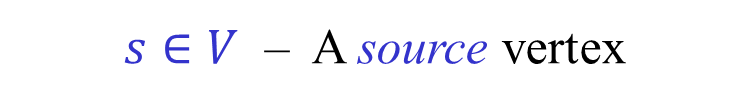 s ∈ V – A source vertex